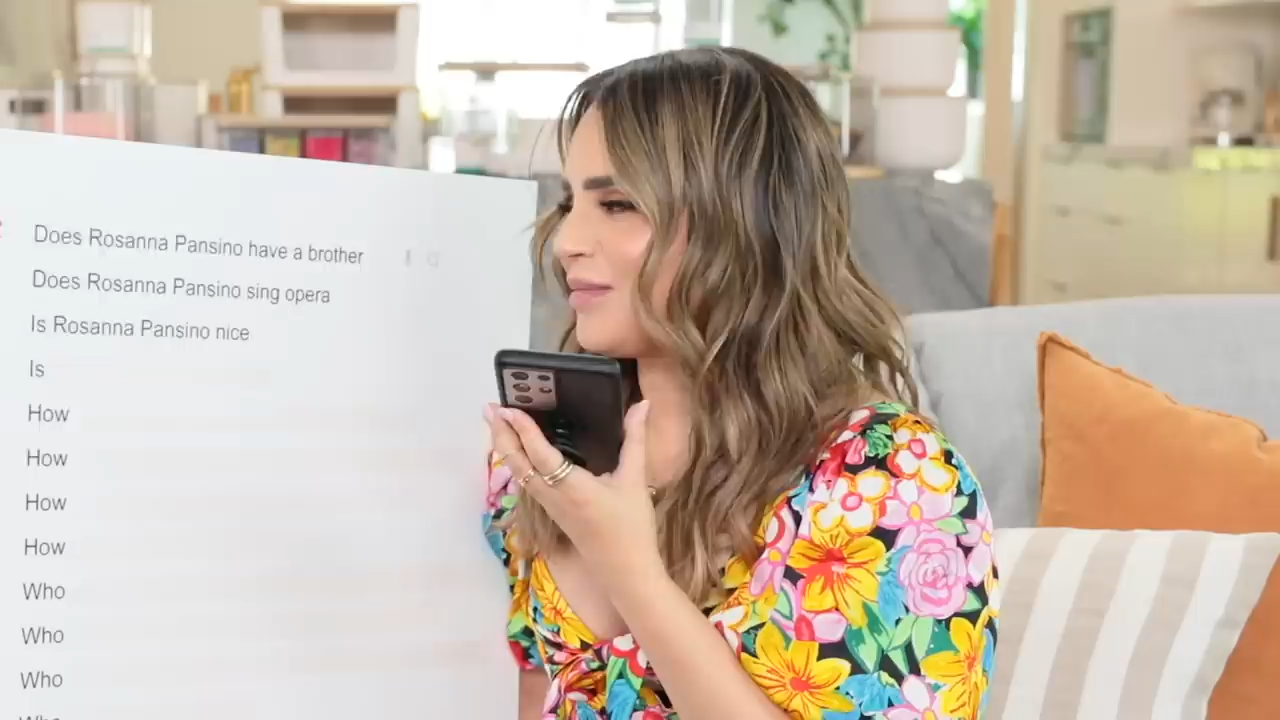 Does Rosanna Pansino have a brother
Does Rosanna Pansino sing opera
Is Rosanna Pansino nice
Is
How
How
How
How
Who
Who
Who
Who